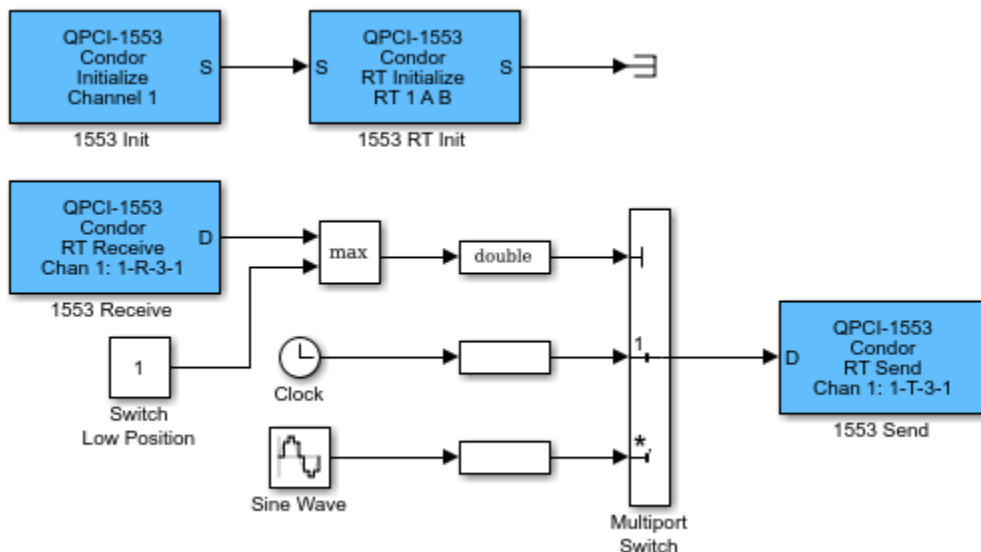 QPCI-1553
Condor
Initialize
Channel 1
S
1553 Init
S
QPCI-1553
Condor
RT Initialize
RT 1 A B
S
1553 RT Init
QPCI-1553
Condor
RT Receive
Chan 1: 1-R-3-1
D
1553 Receive
max
double
1
Switch
Low Position
Clock
Sine Wave
1
*,
Multiport
Switch
D
QPCI-1553
Condor
RT Send
Chan 1: 1-T-3-1
1553 Send